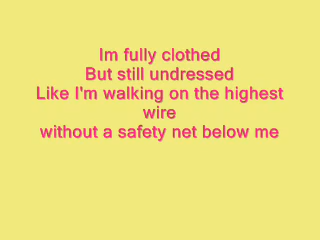 Im fully clothed
But still undressed
Like I'm walking on the highest
wire
without a safety net below me